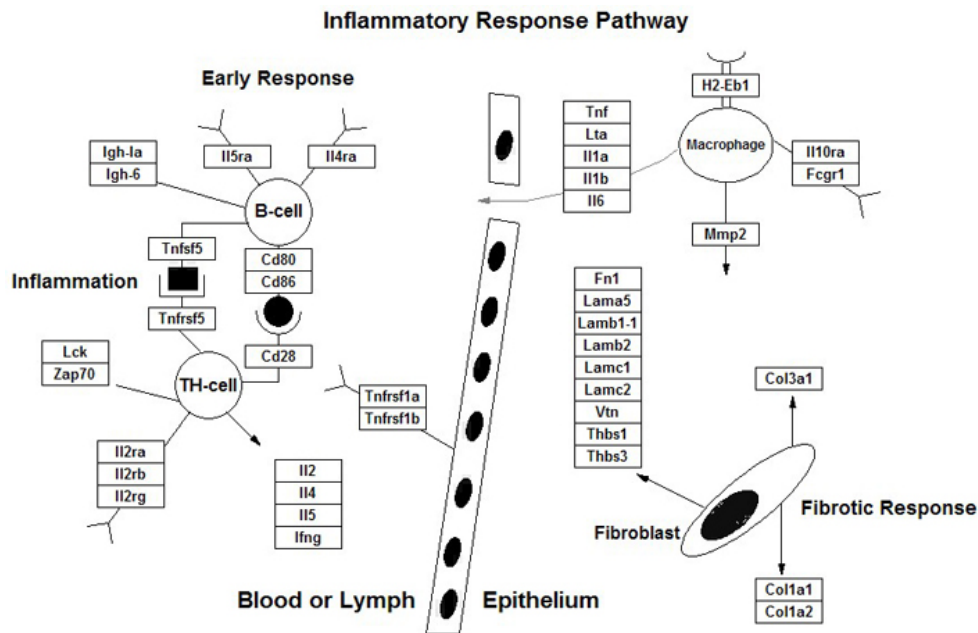 Inflammatory Response Pathway
Early Response
Igh-Ia
Igh-6
Il5ra
Il4ra
B-cell
Tnfsf5
Cd80
Cd86
Inflammation
Tnfrsf5
Cd28
Lck
Zap70
TH-cell
Il2ra
Il2rb
Il2rg
Il2
Il4
Il5
Ifng
Tnfrsf1a
Tnfrsf1b
Blood or Lymph
Epithelium
Tnf
Lta
Il1a
Il1b
Il6
H2-Eb1
Macrophage
Il10ra
Fcgr1
Mmp2
Fn1
Lama5
Lamb1-1
Lamb2
Lamc1
Lamc2
Vtn
Thbs1
Thbs3
Col3a1
Fibroblast
Fibrotic Response
Col1a1
Col1a2